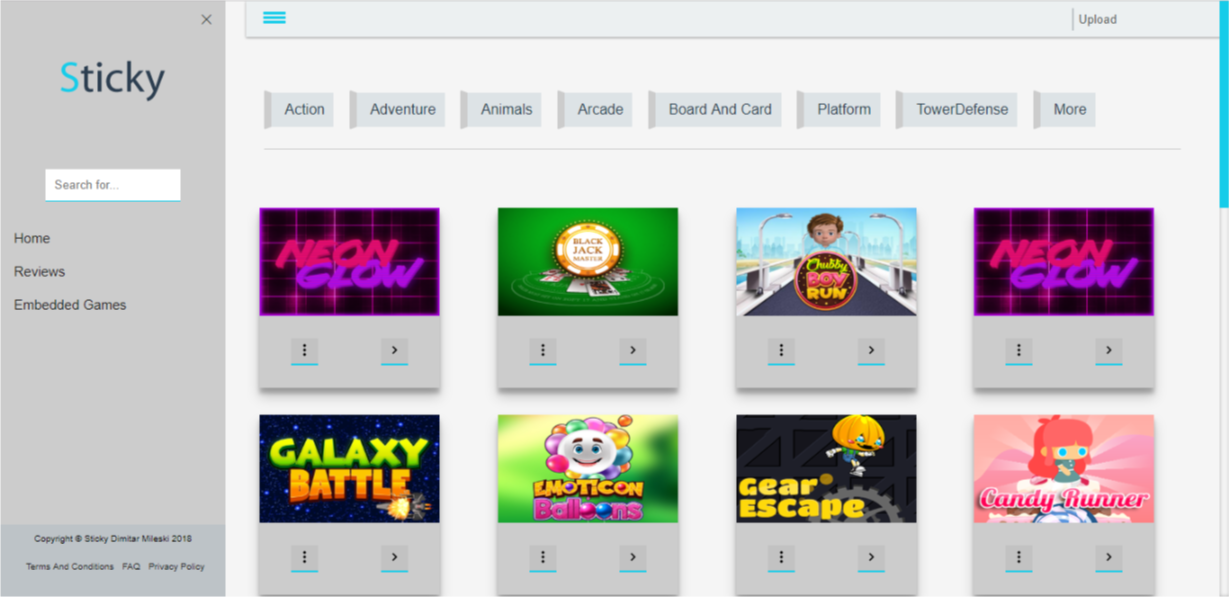 Sticky
Search for...
Home
Reviews
Embedded Games
Copyright © Sticky Dimitar Mileski 2018
Terms And Conditions FAQ Privacy Policy
Upload
Action Adventure Animals Arcade Board And Card Platform TowerDefense More
NEON
GLOW
BLACK
JACK
MASTER
Chubby
BOY
RUN
NEON
GLOW
GALAXY
BATTLE
EMOTICON
Balloons
Gear
Escape
Candy Runner